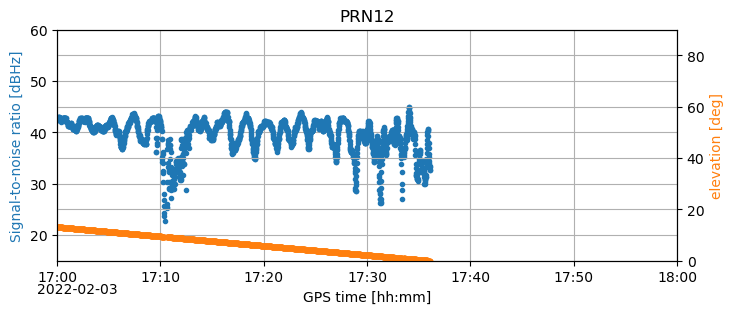 PRN12
Signal-to-noise ratio [dBHz]
60
50
40
30
20
80
60
40
20
0
elevation [deg]
17:00 17:10 17:20 17:30 17:40 17:50 18:00
2022-02-03
GPS time [hh:mm]